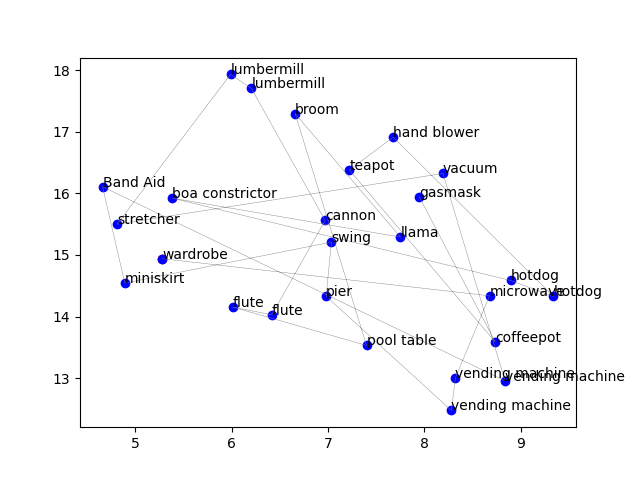 18
17
16
15
14
13
5
6
7
8
9
lumbermill
lumbermill
broom
hand blower
teapot
vacuum
Band Aid
boa constrictor
gasmask
stretcher
cannon
llama
swing
wardrobe
miniskirt
hotdog
pier
microwave
hotdog
flute
flute
pool table
coffeepot
vending machine
vending machine
vending machine